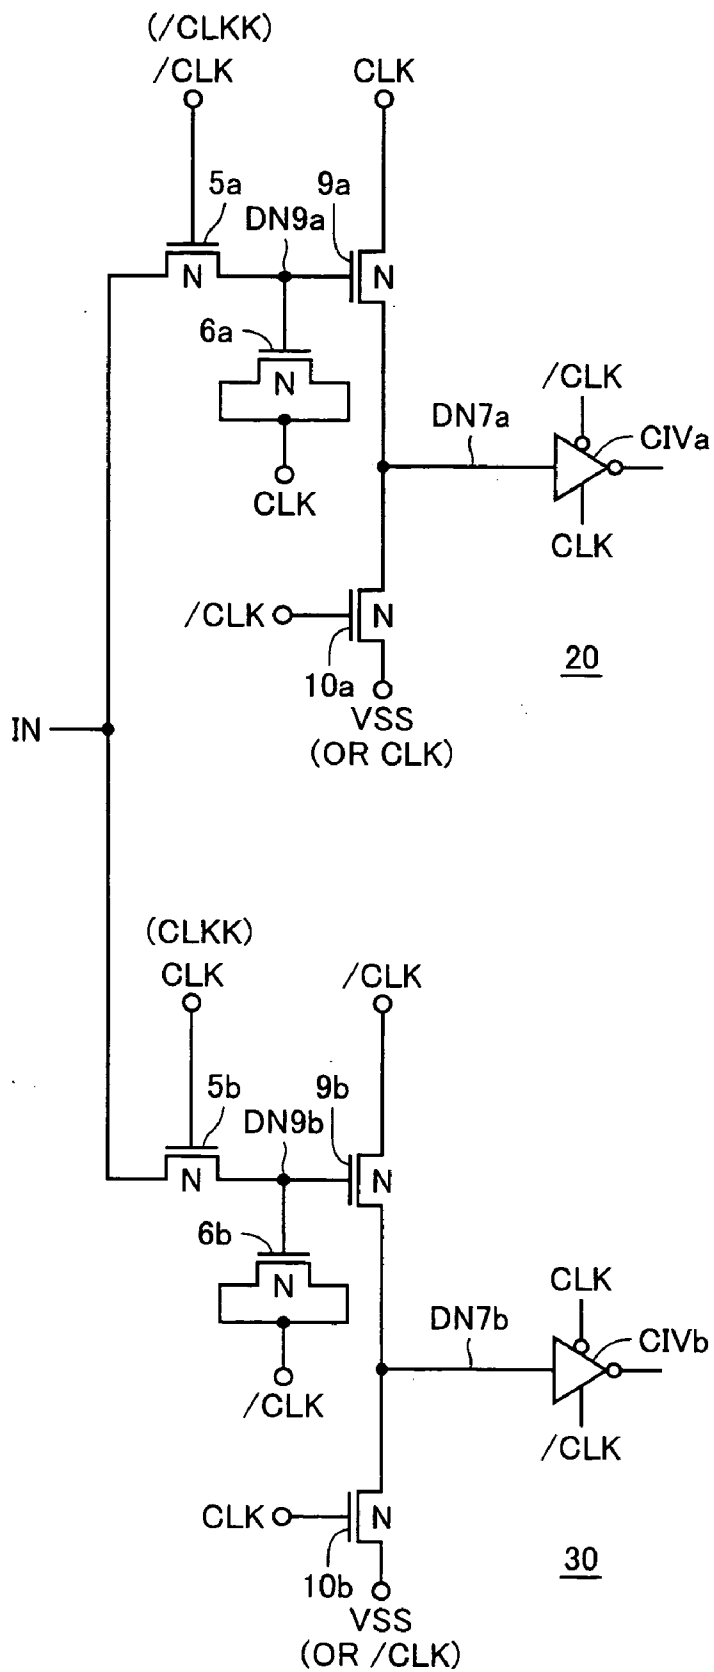 (/CLKK)
/CLK
CLK
5a
9a
DN9a
N
N
6a
N
CLK
DN7a
/CLK
CIVa
CLK
/CLK
N
10a
VSS
(OR CLK)
20
IN
(CLKK)
CLK
/CLK
5b
9b
DN9b
N
N
6b
N
/CLK
DN7b
CLK
CIVb
/CLK
CLK
N
10b
VSS
(OR /CLK)
30